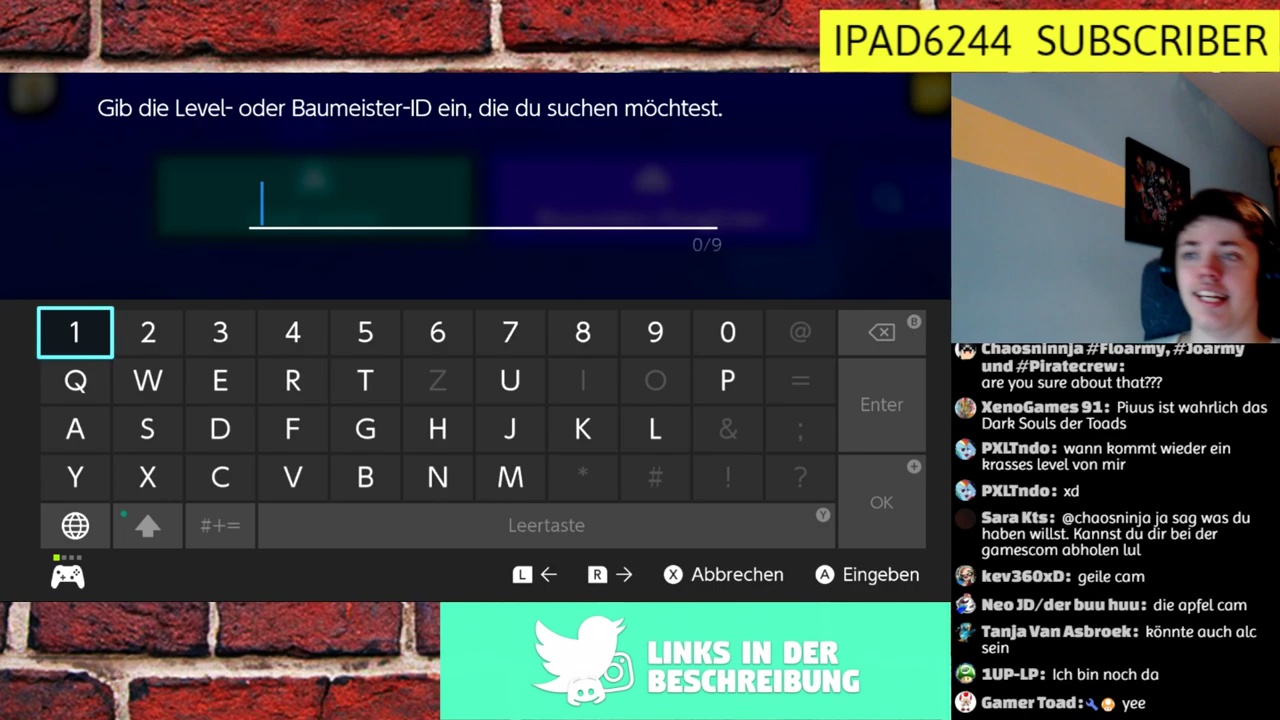 IPAD6244 SUBSCRIBER
Gib die Level- oder Baumeister-ID ein, die du suchen möchtest.
0/9
1 2 3 4 5 6 7 8 9 0 @ B
Q W E R T Z U I O P =
Enter
A S D F G H J K L & ;
Y X C V B N M * # ! ?
OK
#+= Leertaste Y
L ← R → X Abbrechen A Eingeben
LINKS IN DER
BESCHREIBUNG
ChaosnInnja #Floarmy, #Joarmy
und #Piratecrew:
are you sure about that???
XenoGames 91: Piuus ist wahrlich das
Dark Souls der Toads
PXLTndo: wann kommt wieder ein
krasses level von mir
PXLTndo: xd
Sara Kts: @chaosninja ja sag was du
haben willst. Kannst du dir bei der
gamescom abholen lul
kev360xD: geile cam
Neo JD/der buu huu: die apfel cam
Tanja Van Asbroek: könnte auch alc
sein
1UP-LP: Ich bin noch da
Gamer Toad: yee